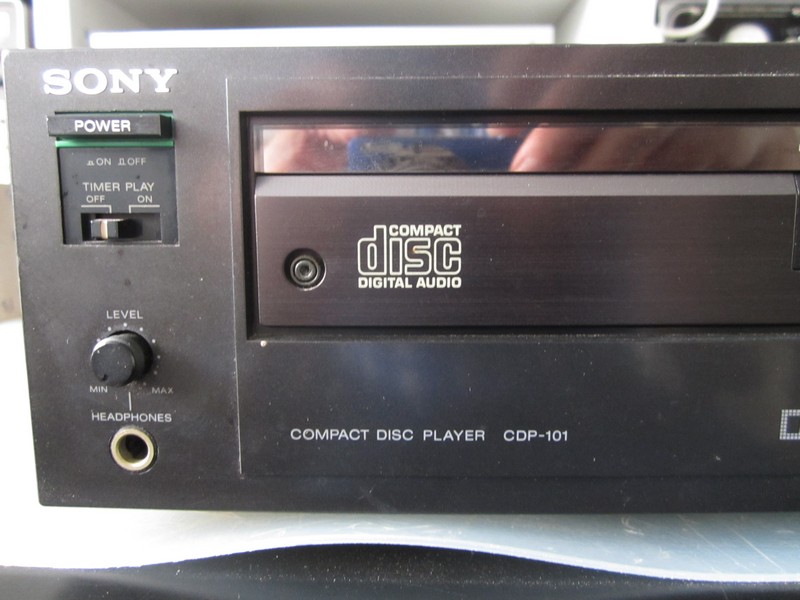 SONY
POWER
ON OFF
TIMER PLAY
OFF ON
LEVEL
MIN MAX
HEADPHONES
COMPACT
disc
DIGITAL AUDIO
COMPACT DISC PLAYER CDP-101